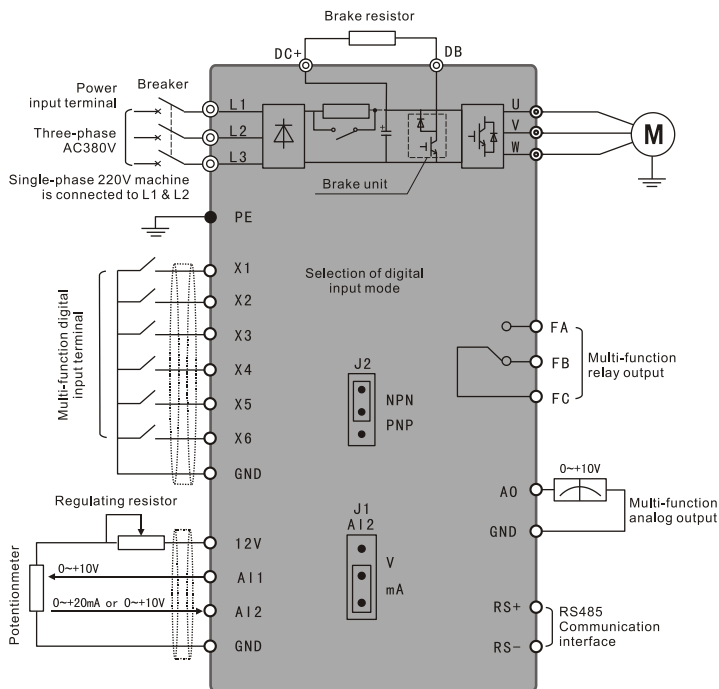 Brake resistor
DC+
DB
Power
input terminal
Breaker
Three-phase
AC380V
Single-phase 220V machine
is connected to L1 & L2
L1
L2
L3
+
Brake unit
U
V
W
M
PE
Multi-function digital
input terminal
X1
X2
X3
X4
X5
X6
GND
Selection of digital
input mode
J2
NPN
PNP
FA
FB
FC
Multi-function
relay output
Regulating resistor
Potentionmeter
0~+10V
0~+20mA or 0~+10V
12V
AI1
AI2
GND
J1
AI2
V
mA
0~+10V
AO
GND
Multi-function
analog output
RS+
RS-
RS485
Communication
interface